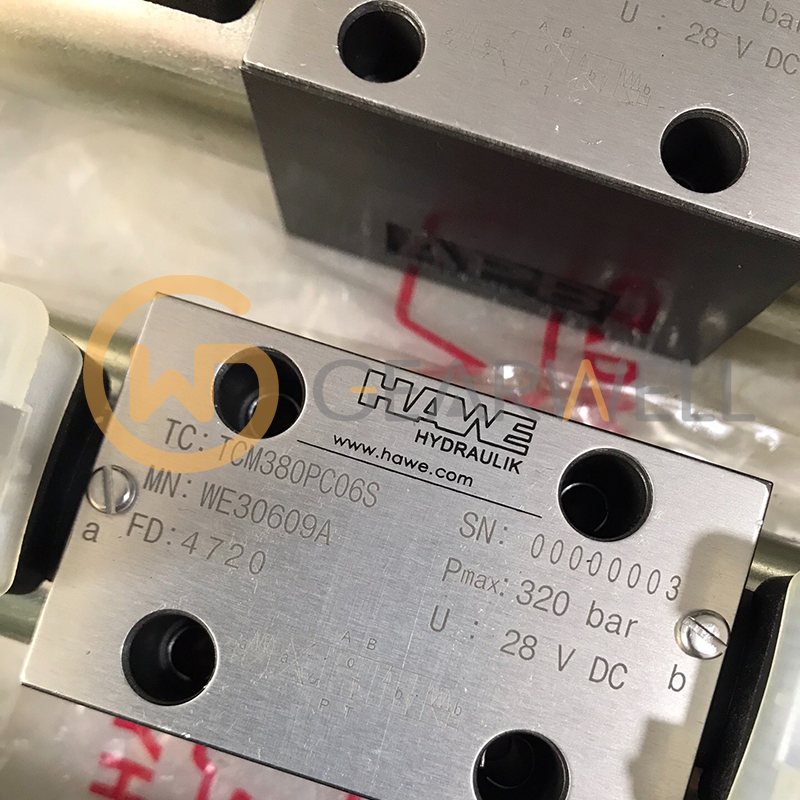 320 bar
U : 28 V DC
A B
P T
GEARWELL
HAWE
HYDRAULIK
www.hawe.com
TC: TCM380PC06S
MN: WE30609A
FD: 4720
SN: 00000003
Pmax: 320 bar
U : 28 V DC
a
b
A B
a o b
P T